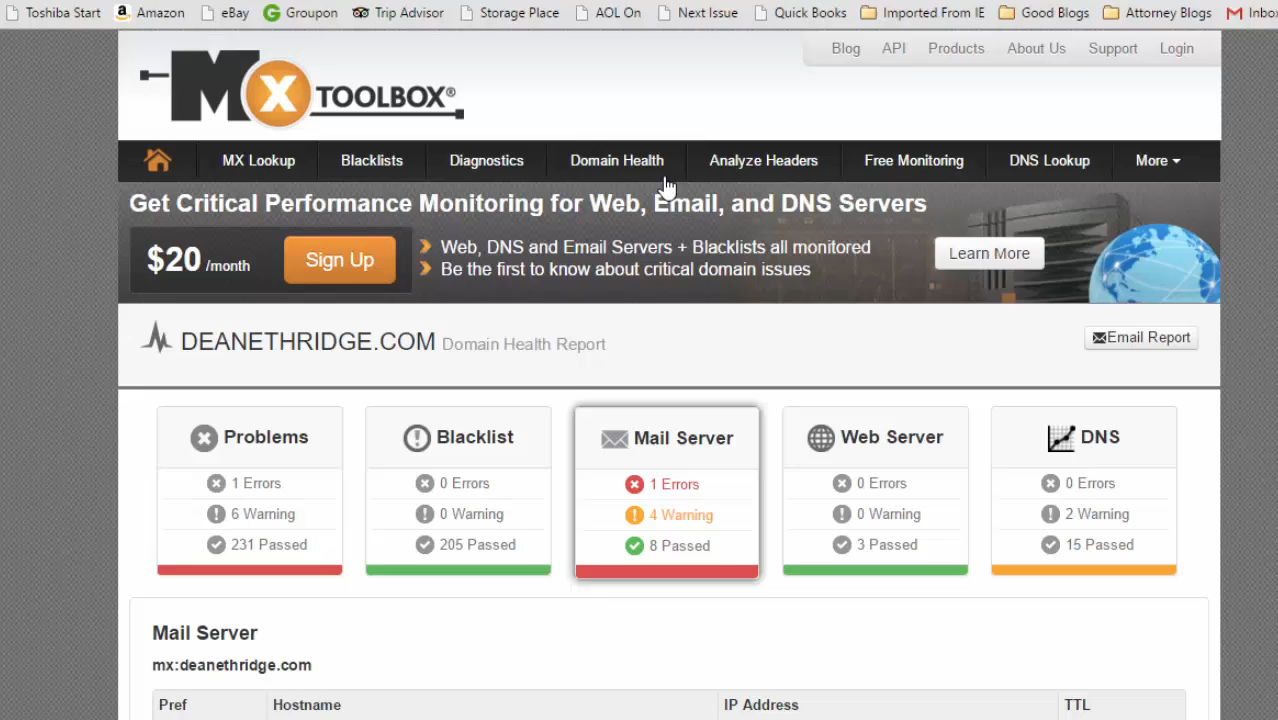 Toshiba Start Amazon eBay Groupon Trip Advisor Storage Place AOL On Next Issue Quick Books Imported From IE Good Blogs Attorney Blogs Inbo
Blog API Products About Us Support Login
MX TOOLBOX®
MX Lookup Blacklists Diagnostics Domain Health Analyze Headers Free Monitoring DNS Lookup More
Get Critical Performance Monitoring for Web, Email, and DNS Servers
$20 /month Sign Up Web, DNS and Email Servers + Blacklists all monitored Learn More
Be the first to know about critical domain issues
DEANETHRIDGE.COM Domain Health Report Email Report
Problems Blacklist Mail Server Web Server DNS
1 Errors 0 Errors 1 Errors 0 Errors 0 Errors
6 Warning 0 Warning 4 Warning 0 Warning 2 Warning
231 Passed 205 Passed 8 Passed 3 Passed 15 Passed
Mail Server
mx:deanethridge.com
Pref Hostname IP Address TTL